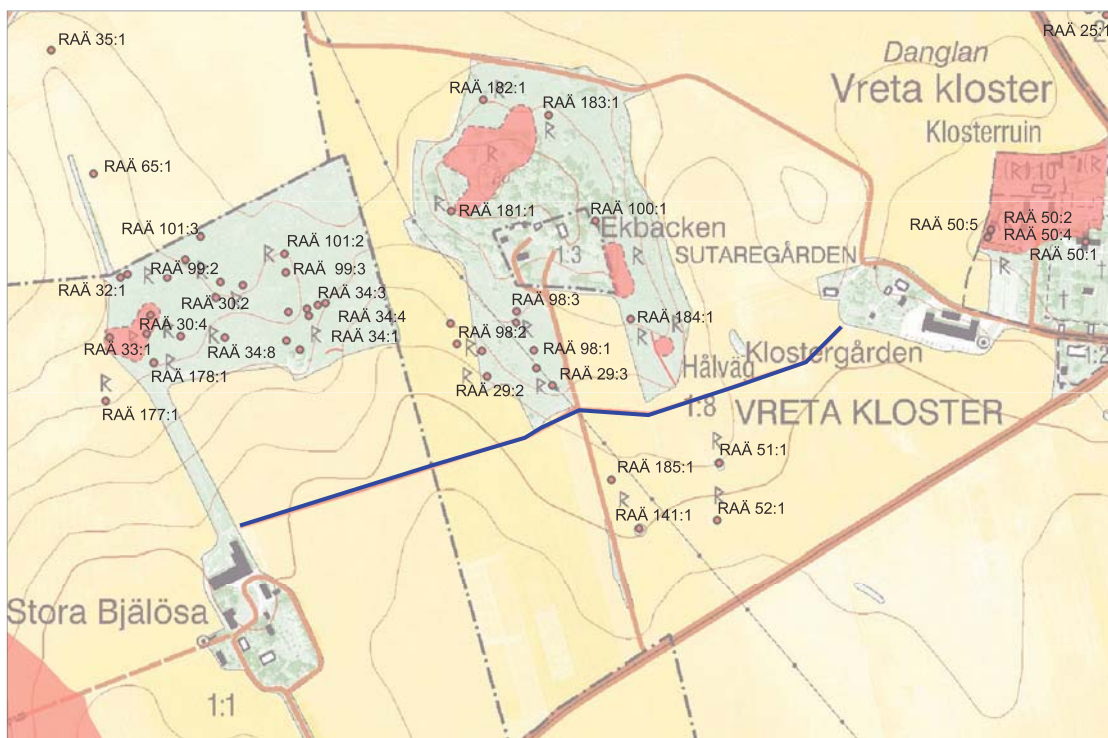 RAÄ 25:1
2
RAÄ 35:1
Danglan
Vreta kloster
Klosterruin
RAÄ 182:1
R
RAÄ 183:1
R
R
RAÄ 65:1
R
(R) 10
R
RAÄ 181:1
RAÄ 100:1
Ekbacken
SUTAREGÅRDEN
1:3
RAÄ 50:5
RAÄ 50:2
RAÄ 50:4
RAÄ 50:1
R
RAÄ 101:3
RAÄ 101:2
R
RAÄ 99:2
RAÄ 99:3
R
RAÄ 32:1
R
R
RAÄ 30:2
RAÄ 34:3
RAÄ 34:4
RAÄ 34:1
RAÄ 30:4
RAÄ 33:1
RAÄ 34:8
RAÄ 178:1
R
RAÄ 177:1
RAÄ 98:3
RAÄ 98:2
RAÄ 98:1
RAÄ 29:2
RAÄ 29:3
R
RAÄ 184:1
R
Hålväg
Klostergården
1:8
VRETA KLOSTER
1:2
R
RAÄ 51:1
RAÄ 185:1
R
R
RAÄ 52:1
RAÄ 141:1
Stora Bjälösa
1:1